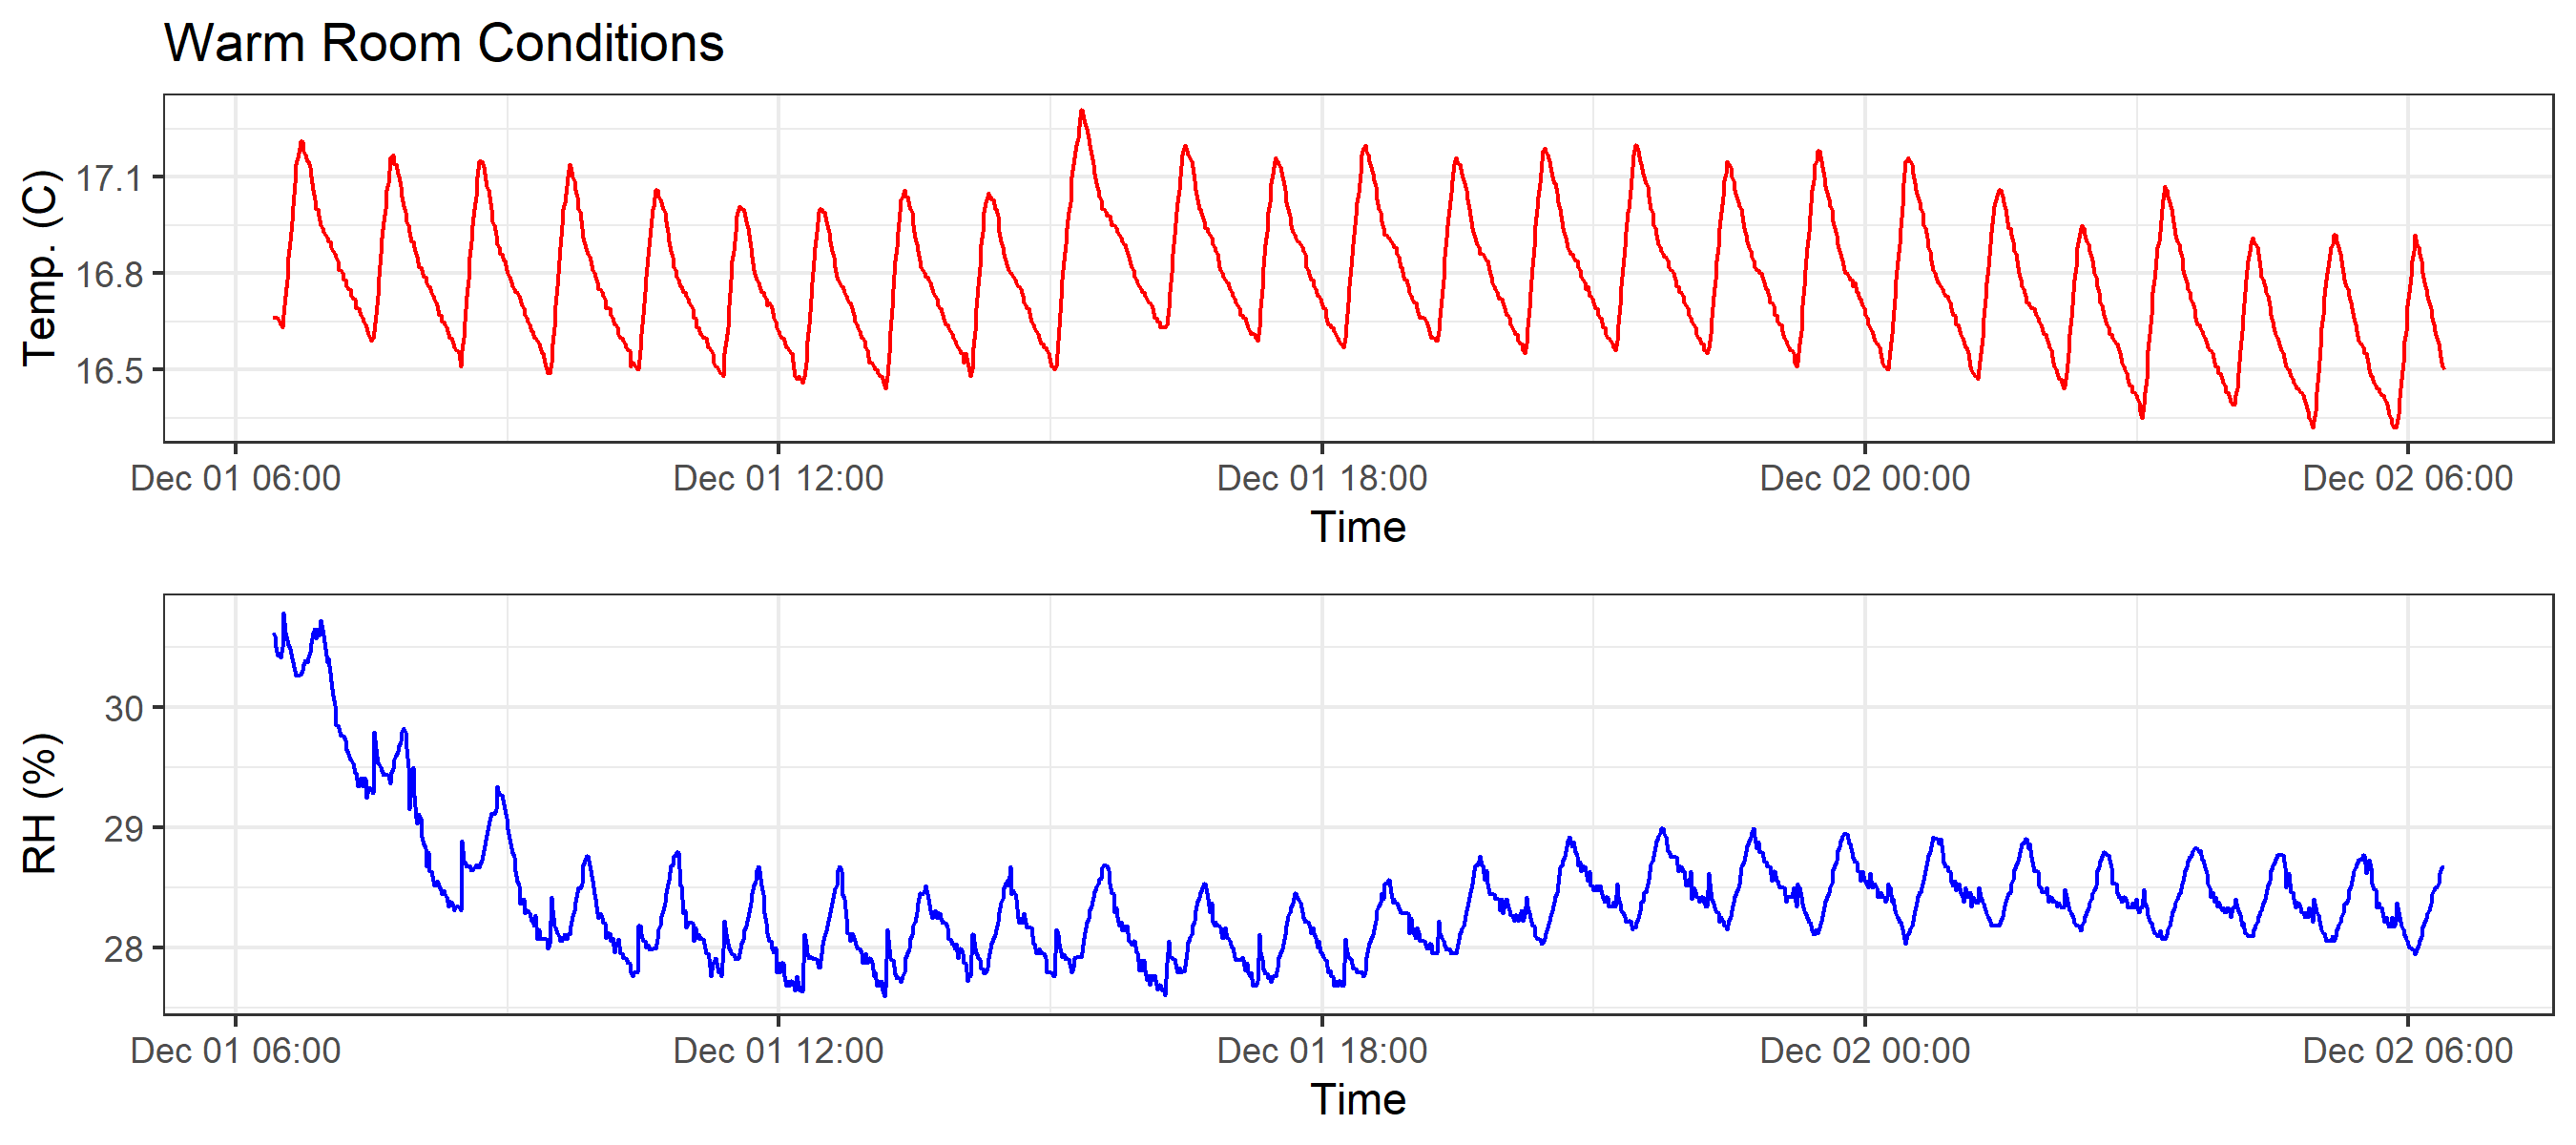 Warm Room Conditions
Temp. (C)
17.1
16.8
16.5
Dec 01 06:00 Dec 01 12:00 Dec 01 18:00 Dec 02 00:00 Dec 02 06:00
Time
RH (%)
30
29
28
Dec 01 06:00 Dec 01 12:00 Dec 01 18:00 Dec 02 00:00 Dec 02 06:00
Time